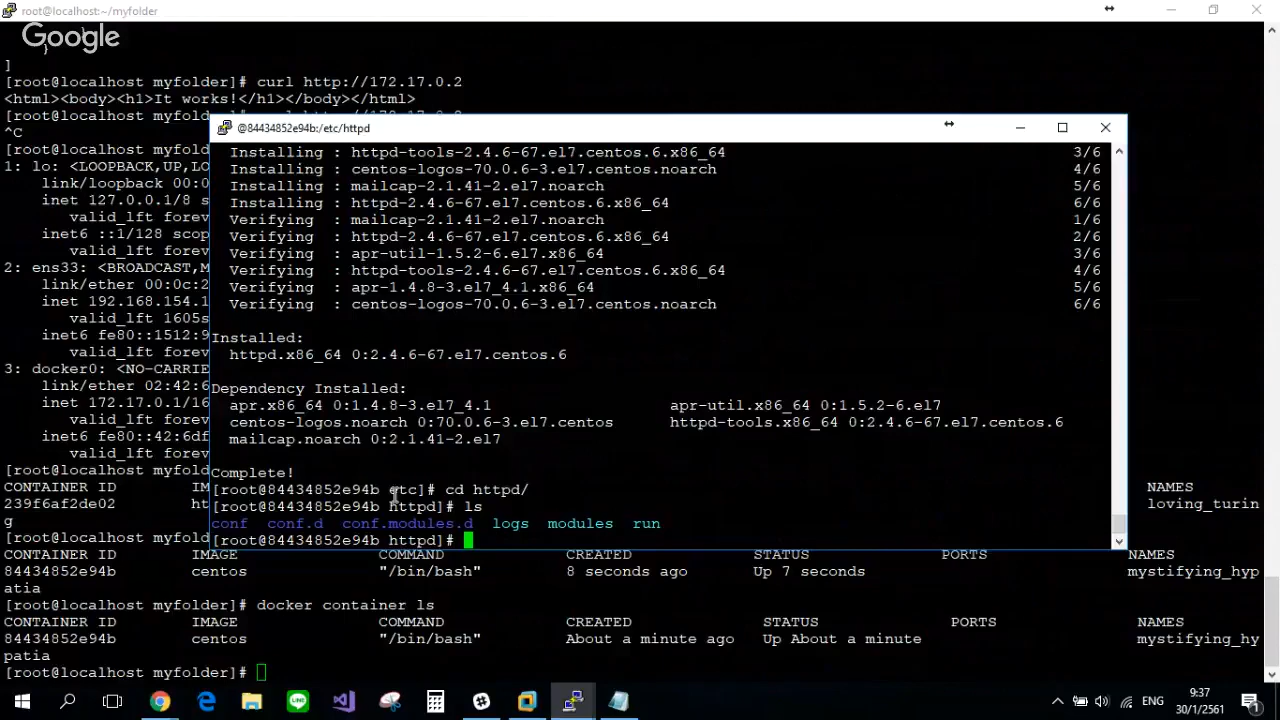 root@localhost:~/myfolder
Google
]
[root@localhost myfolder]# curl http://172.17.0.2
<html><body><h1>It works!</h1></body></html>
[root@localhost myfolder]# curl http://172.17.0.2
^C
[root@localhost myfold
1: lo: <LOOPBACK,UP,LO
link/loopback 00:0
inet 127.0.0.1/8 s
valid_lft forev
inet6 ::1/128 scop
valid_lft forev
2: ens33: <BROADCAST,M
link/ether 00:0c:2
inet 192.168.154.1
valid_lft 1605s
inet6 fe80::1512:9
valid_lft forev
3: docker0: <NO-CARRIE
link/ether 02:42:6
inet 172.17.0.1/16
valid_lft forev
inet6 fe80::42:6df
valid_lft forev
[root@localhost myfold
CONTAINER ID IM NAMES
239f6af2de02 ht loving_turin
g
[root@localhost myfold
CONTAINER ID IMAGE COMMAND CREATED STATUS PORTS NAMES
84434852e94b centos "/bin/bash" 8 seconds ago Up 7 seconds mystifying_hyp
atia
[root@localhost myfolder]# docker container ls
CONTAINER ID IMAGE COMMAND CREATED STATUS PORTS NAMES
84434852e94b centos "/bin/bash" About a minute ago Up About a minute mystifying_hy
patia
[root@localhost myfolder]#
@84434852e94b:/etc/httpd
Installing : httpd-tools-2.4.6-67.el7.centos.6.x86_64 3/6
Installing : centos-logos-70.0.6-3.el7.centos.noarch 4/6
Installing : mailcap-2.1.41-2.el7.noarch 5/6
Installing : httpd-2.4.6-67.el7.centos.6.x86_64 6/6
Verifying : mailcap-2.1.41-2.el7.noarch 1/6
Verifying : httpd-2.4.6-67.el7.centos.6.x86_64 2/6
Verifying : apr-util-1.5.2-6.el7.x86_64 3/6
Verifying : httpd-tools-2.4.6-67.el7.centos.6.x86_64 4/6
Verifying : apr-1.4.8-3.el7_4.1.x86_64 5/6
Verifying : centos-logos-70.0.6-3.el7.centos.noarch 6/6
Installed:
httpd.x86_64 0:2.4.6-67.el7.centos.6
Dependency Installed:
apr.x86_64 0:1.4.8-3.el7_4.1 apr-util.x86_64 0:1.5.2-6.el7
centos-logos.noarch 0:70.0.6-3.el7.centos httpd-tools.x86_64 0:2.4.6-67.el7.centos.6
mailcap.noarch 0:2.1.41-2.el7
Complete!
[root@84434852e94b etc]# cd httpd/
[root@84434852e94b httpd]# ls
conf conf.d conf.modules.d logs modules run
[root@84434852e94b httpd]#
ENG
9:37
30/1/2561